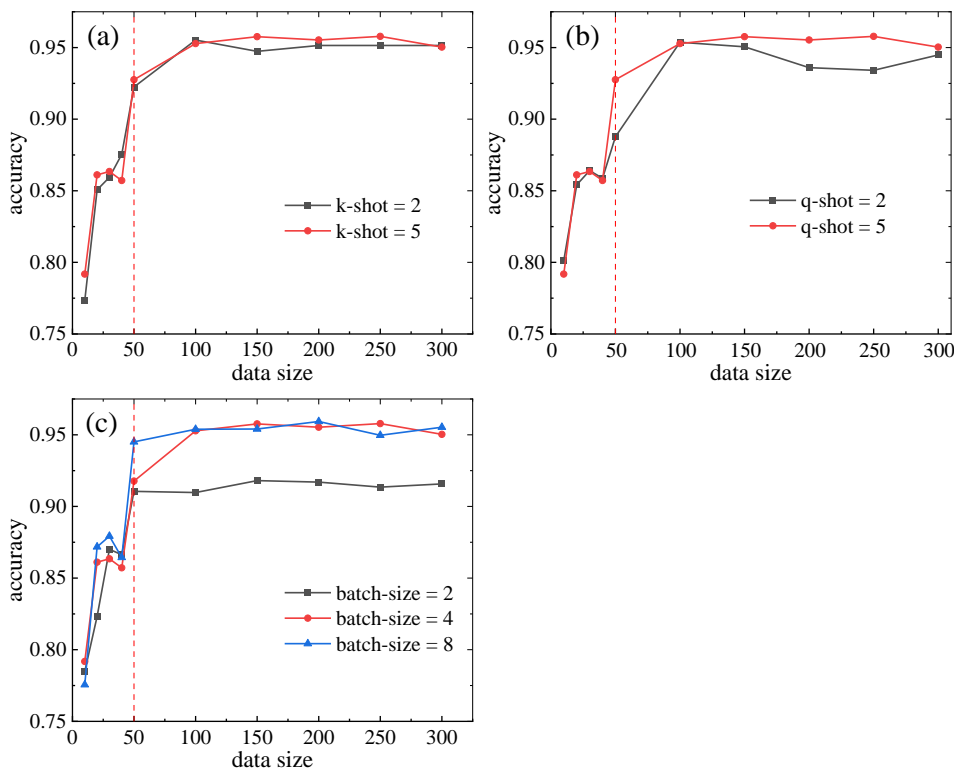 (a)
0.95
0.90
0.85
0.80
0.75
accuracy
k-shot = 2
k-shot = 5
0 50 100 150 200 250 300
data size
(b)
0.95
0.90
0.85
0.80
0.75
accuracy
q-shot = 2
q-shot = 5
0 50 100 150 200 250 300
data size
(c)
0.95
0.90
0.85
0.80
0.75
accuracy
batch-size = 2
batch-size = 4
batch-size = 8
0 50 100 150 200 250 300
data size